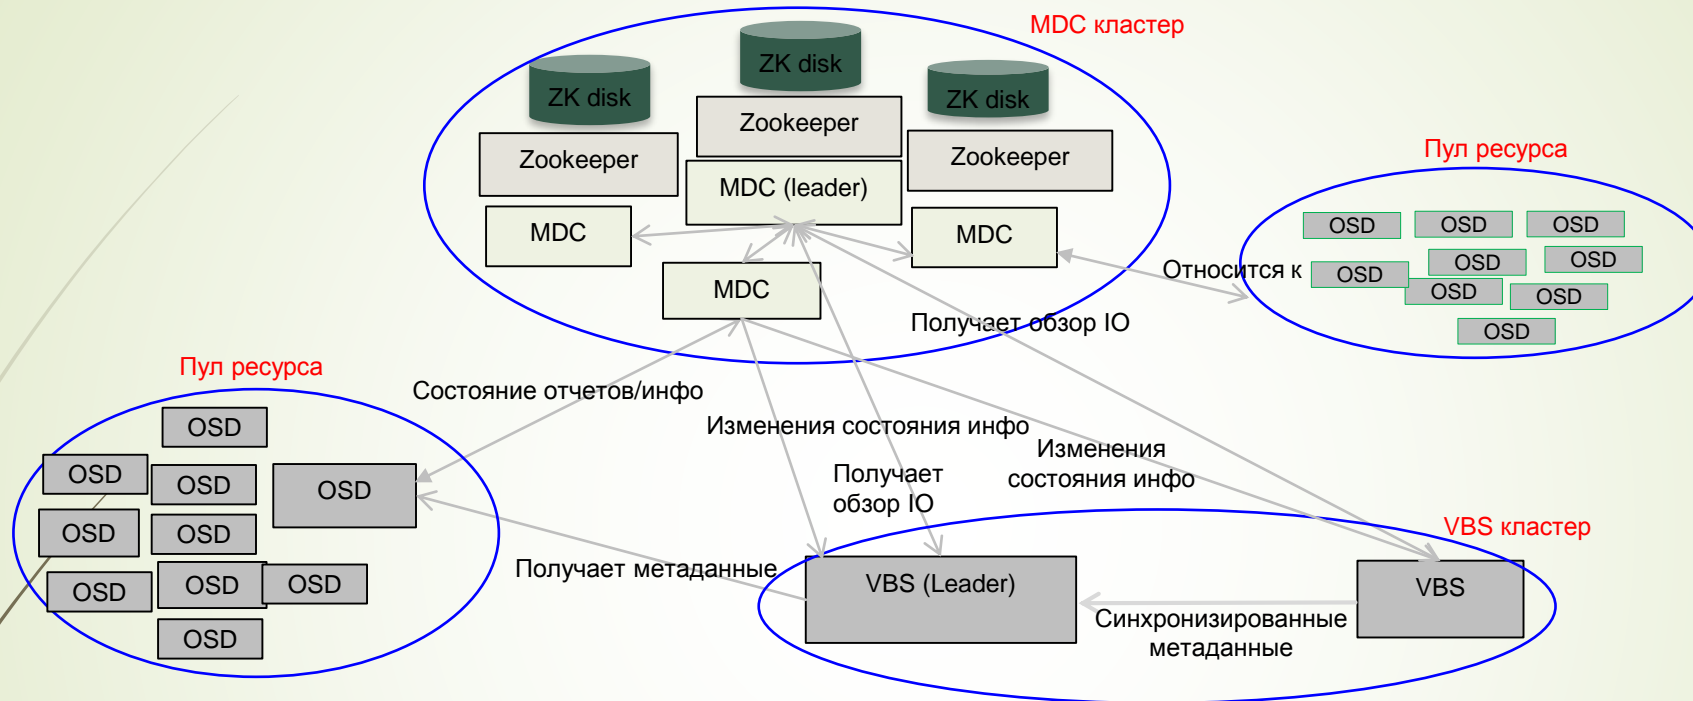 MDC кластер
ZK disk
ZK disk
ZK disk
Zookeeper
Zookeeper
Zookeeper
MDC (leader)
MDC
MDC
MDC
Пул ресурса
OSD
OSD
OSD
OSD
OSD
OSD
OSD
OSD
OSD
Относится к
Получает обзор IO
Пул ресурса
Состояние отчетов/инфо
Изменения состояния инфо
Изменения
состояния инфо
Получает
обзор IO
OSD
OSD
OSD
OSD
OSD
OSD
OSD
OSD
OSD
OSD
Получает метаданные
VBS кластер
VBS (Leader)
VBS
Синхронизированные
метаданные